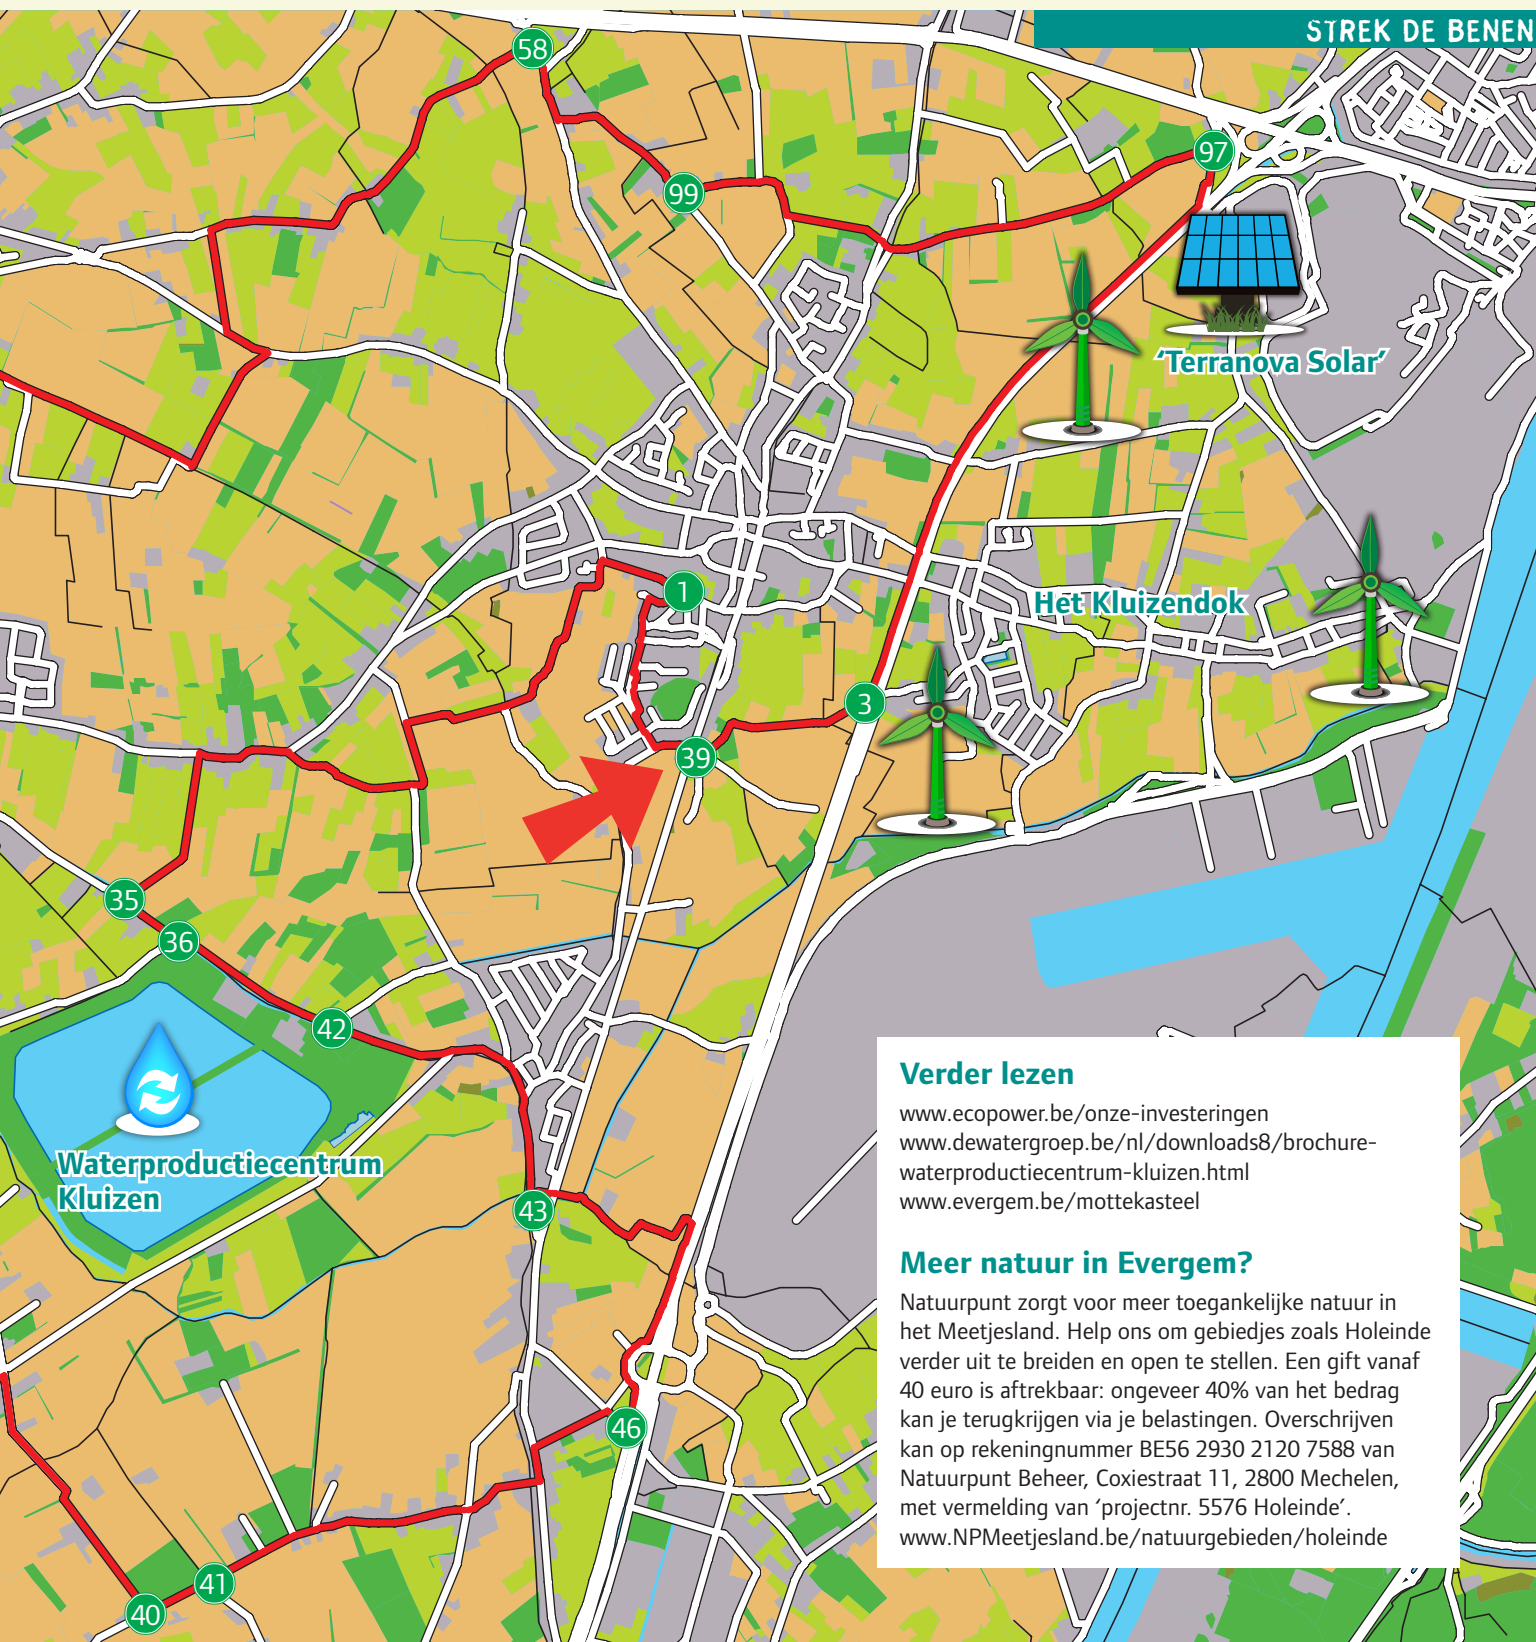 STREK DE BENEN
58
97
99
'Terranova Solar'
1
Het Kluizendok
3
39
35
36
42
Waterproductiecentrum
Kluizen
43
46
41
40
Verder lezen
www.ecopower.be/onze-investeringen
www.dewatergroep.be/nl/downloads8/brochure-
waterproductiecentrum-kluizen.html
www.evergem.be/mottekasteel
Meer natuur in Evergem?
Natuurpunt zorgt voor meer toegankelijke natuur in
het Meetjesland. Help ons om gebiedjes zoals Holeinde
verder uit te breiden en open te stellen. Een gift vanaf
40 euro is aftrekbaar: ongeveer 40% van het bedrag
kan je terugkrijgen via je belastingen. Overschrijven
kan op rekeningnummer BE56 2930 2120 7588 van
Natuurpunt Beheer, Coxiestraat 11, 2800 Mechelen,
met vermelding van 'projectnr. 5576 Holeinde'.
www.NPMeetjesland.be/natuurgebieden/holeinde